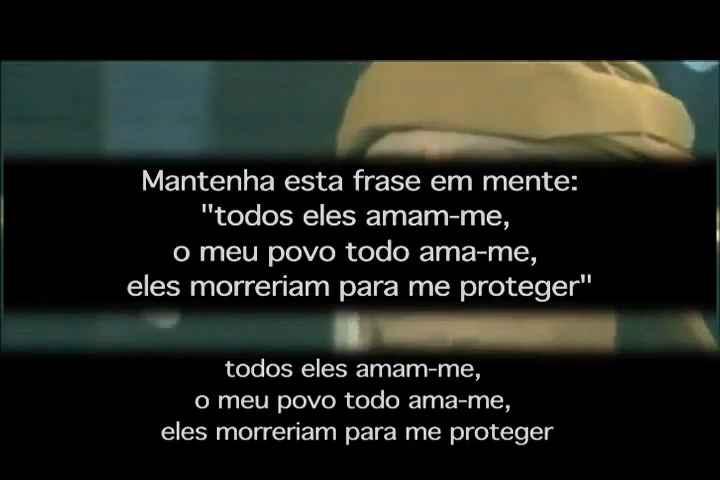 Mantenha esta frase em mente:
"todos eles amam-me,
o meu povo todo ama-me,
eles morreriam para me proteger"
todos eles amam-me,
o meu povo todo ama-me,
eles morreriam para me proteger